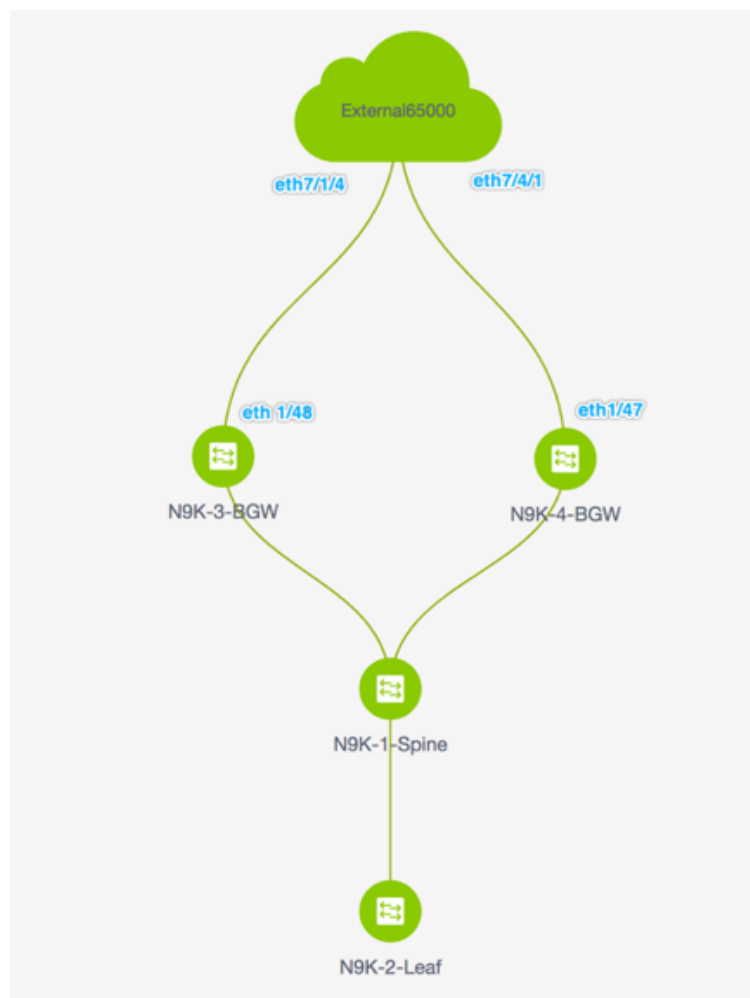 External65000
eth7/1/4
eth7/4/1
eth 1/48
eth1/47
N9K-3-BGW
N9K-4-BGW
N9K-1-Spine
N9K-2-Leaf